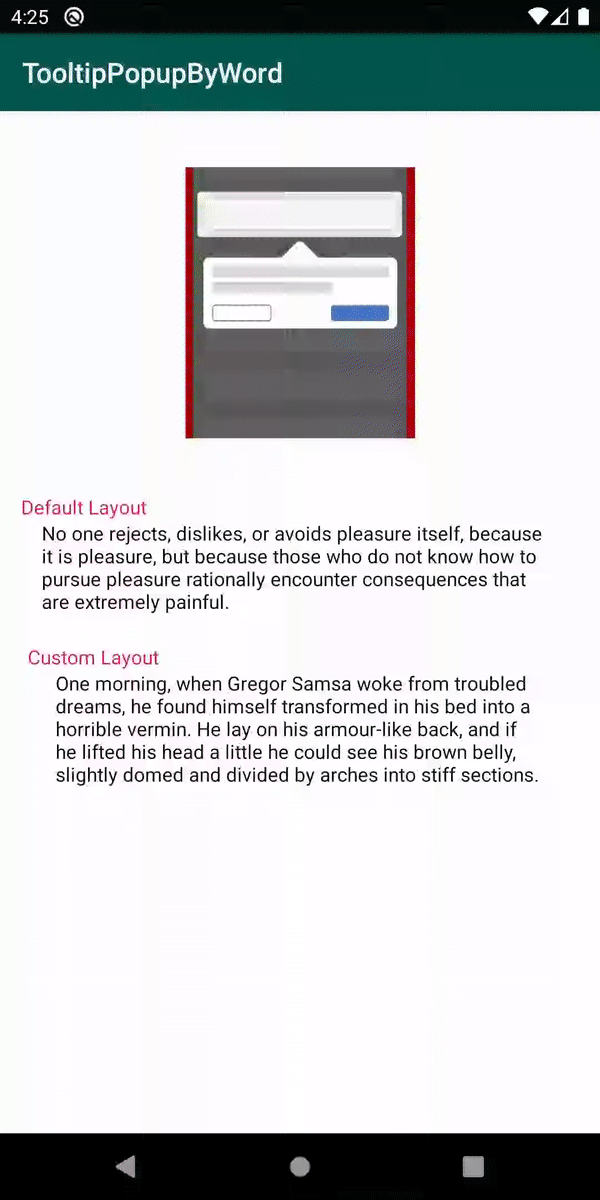 4:25
TooltipPopupByWord
Default Layout
No one rejects, dislikes, or avoids pleasure itself, because
it is pleasure, but because those who do not know how to
pursue pleasure rationally encounter consequences that
are extremely painful.
Custom Layout
One morning, when Gregor Samsa woke from troubled
dreams, he found himself transformed in his bed into a
horrible vermin. He lay on his armour-like back, and if
he lifted his head a little he could see his brown belly,
slightly domed and divided by arches into stiff sections.